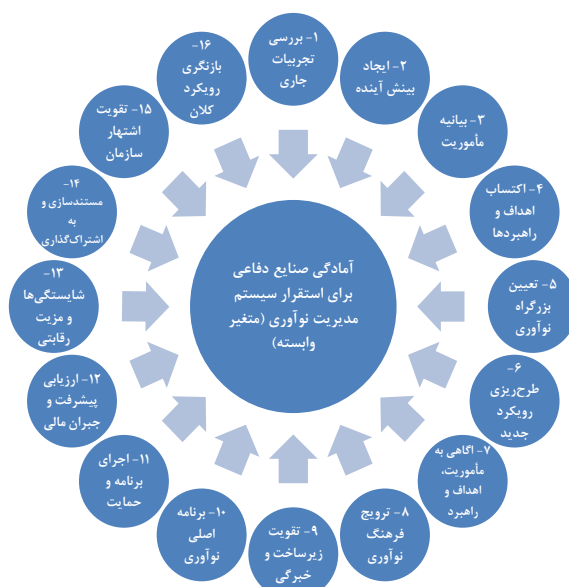 ۱- بررسی
تجربیات
جاری
۲- ایجاد
بینش آینده
۳- بیانیه
مأموریت
۴- اکتساب
اهداف و
راهبردها
۵- تعیین
بزرگراه
نوآوری
۶-
طرح‌ریزی
رویکرد
جدید
۷- آگاهی به
مأموریت،
اهداف و
راهبرد
۸- ترویج
فرهنگ
نوآوری
۹- تقویت
زیرساخت و
خبرگی
۱۰- برنامه
اصلی
نوآوری
۱۱- اجرای
برنامه و
حمایت
۱۲- ارزیابی
پیشرفت و
جبران مالی
۱۳-
شایستگی‌ها
و مزیت
رقابتی
۱۴-
مستندسازی و
به
اشتراک‌گذاری
۱۵- تقویت
اشتهار
سازمان
۱۶-
بازنگری
رویکرد
کلان
آمادگی صنایع دفاعی
برای استقرار سیستم
مدیریت نوآوری (متغیر
وابسته)